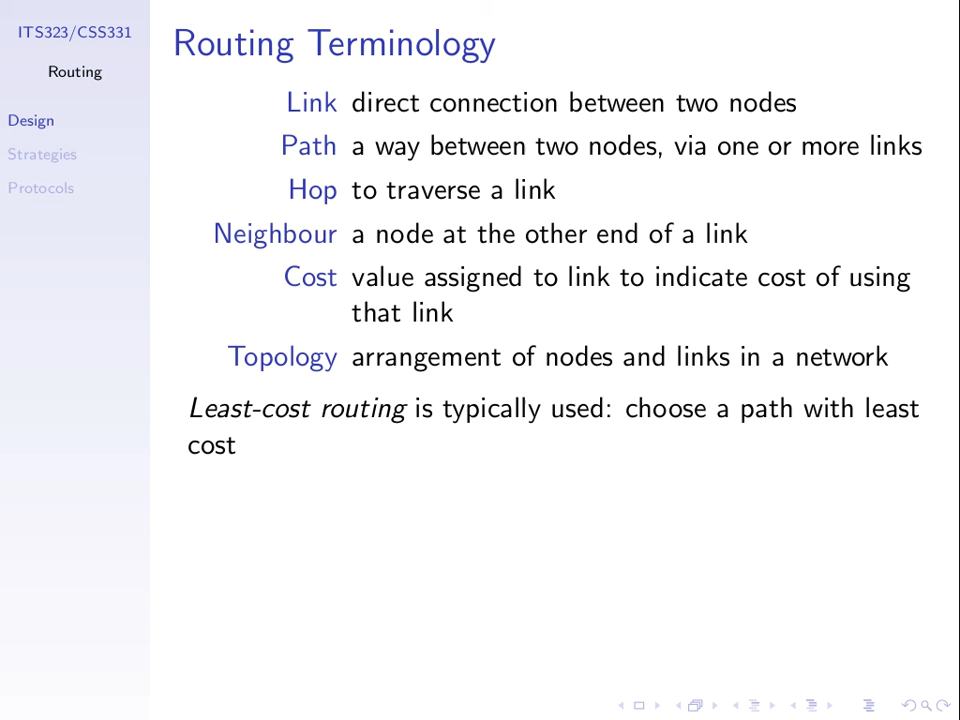 ITS323/CSS331
Routing
Design
Strategies
Protocols
Routing Terminology
Link direct connection between two nodes
Path a way between two nodes, via one or more links
Hop to traverse a link
Neighbour a node at the other end of a link
Cost value assigned to link to indicate cost of using
that link
Topology arrangement of nodes and links in a network
Least-cost routing is typically used: choose a path with least
cost